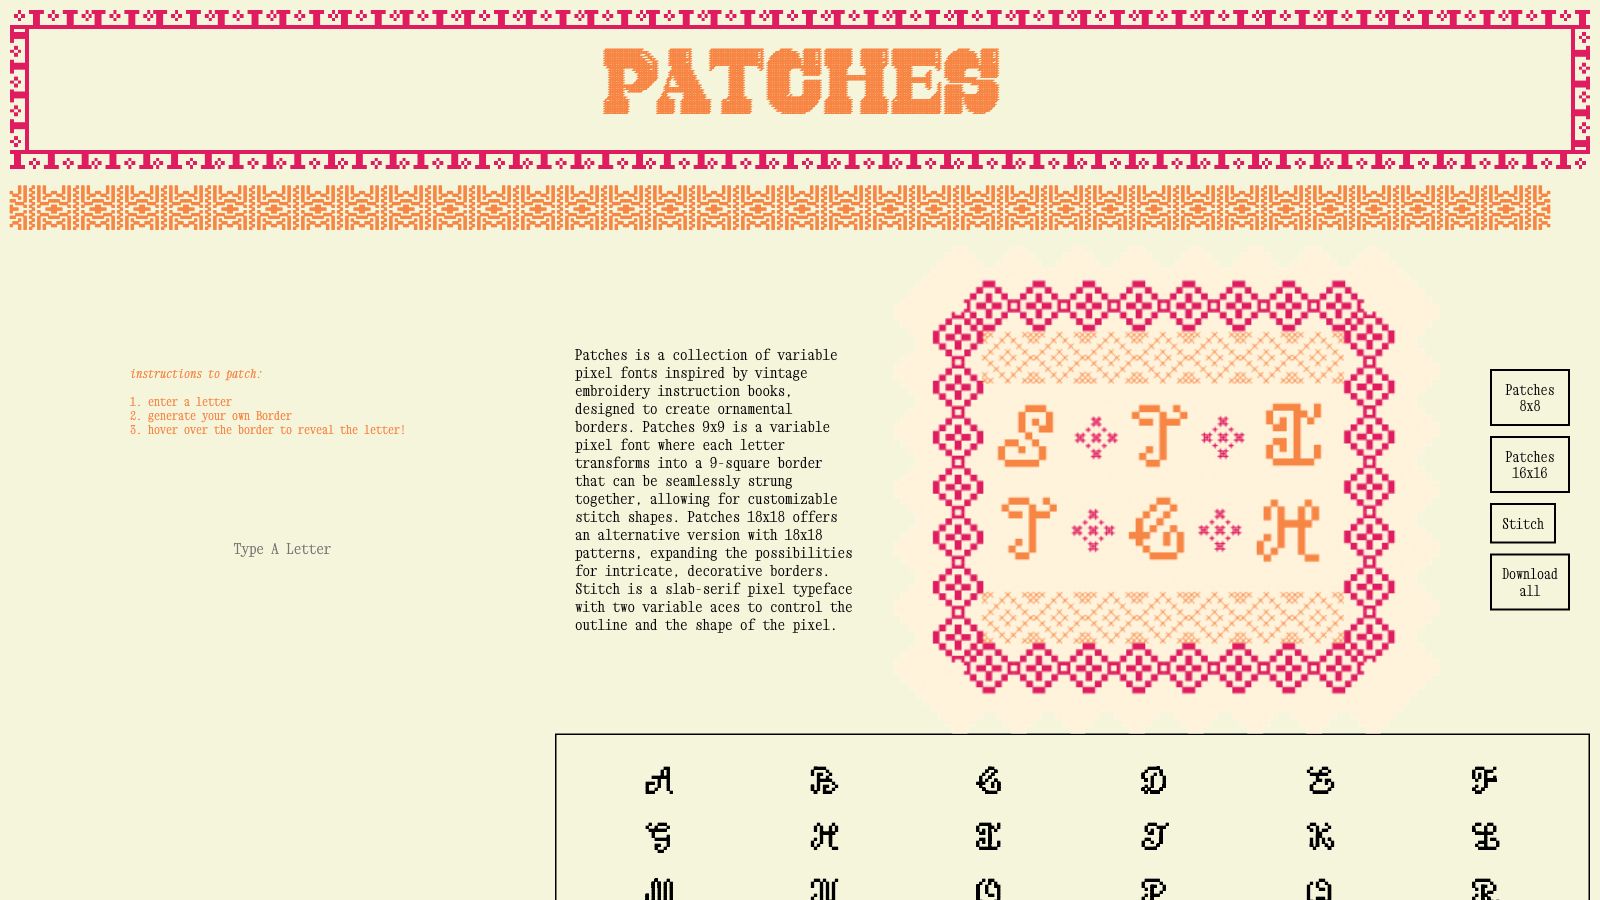 PATCHES
instructions to patch:
1. enter a letter
2. generate your own Border
3. hover over the border to reveal the letter!
Type A Letter
Patches is a collection of variable
pixel fonts inspired by vintage
embroidery instruction books,
designed to create ornamental
borders. Patches 9x9 is a variable
pixel font where each letter
transforms into a 9-square border
that can be seamlessly strung
together, allowing for customizable
stitch shapes. Patches 18x18 offers
an alternative version with 18x18
patterns, expanding the possibilities
for intricate, decorative borders.
Stitch is a slab-serif pixel typeface
with two variable aces to control the
outline and the shape of the pixel.
S T I
T C H
Patches
8x8
Patches
16x16
Stitch
Download
all
A B C D E F
G H I J K L
M N O P Q R